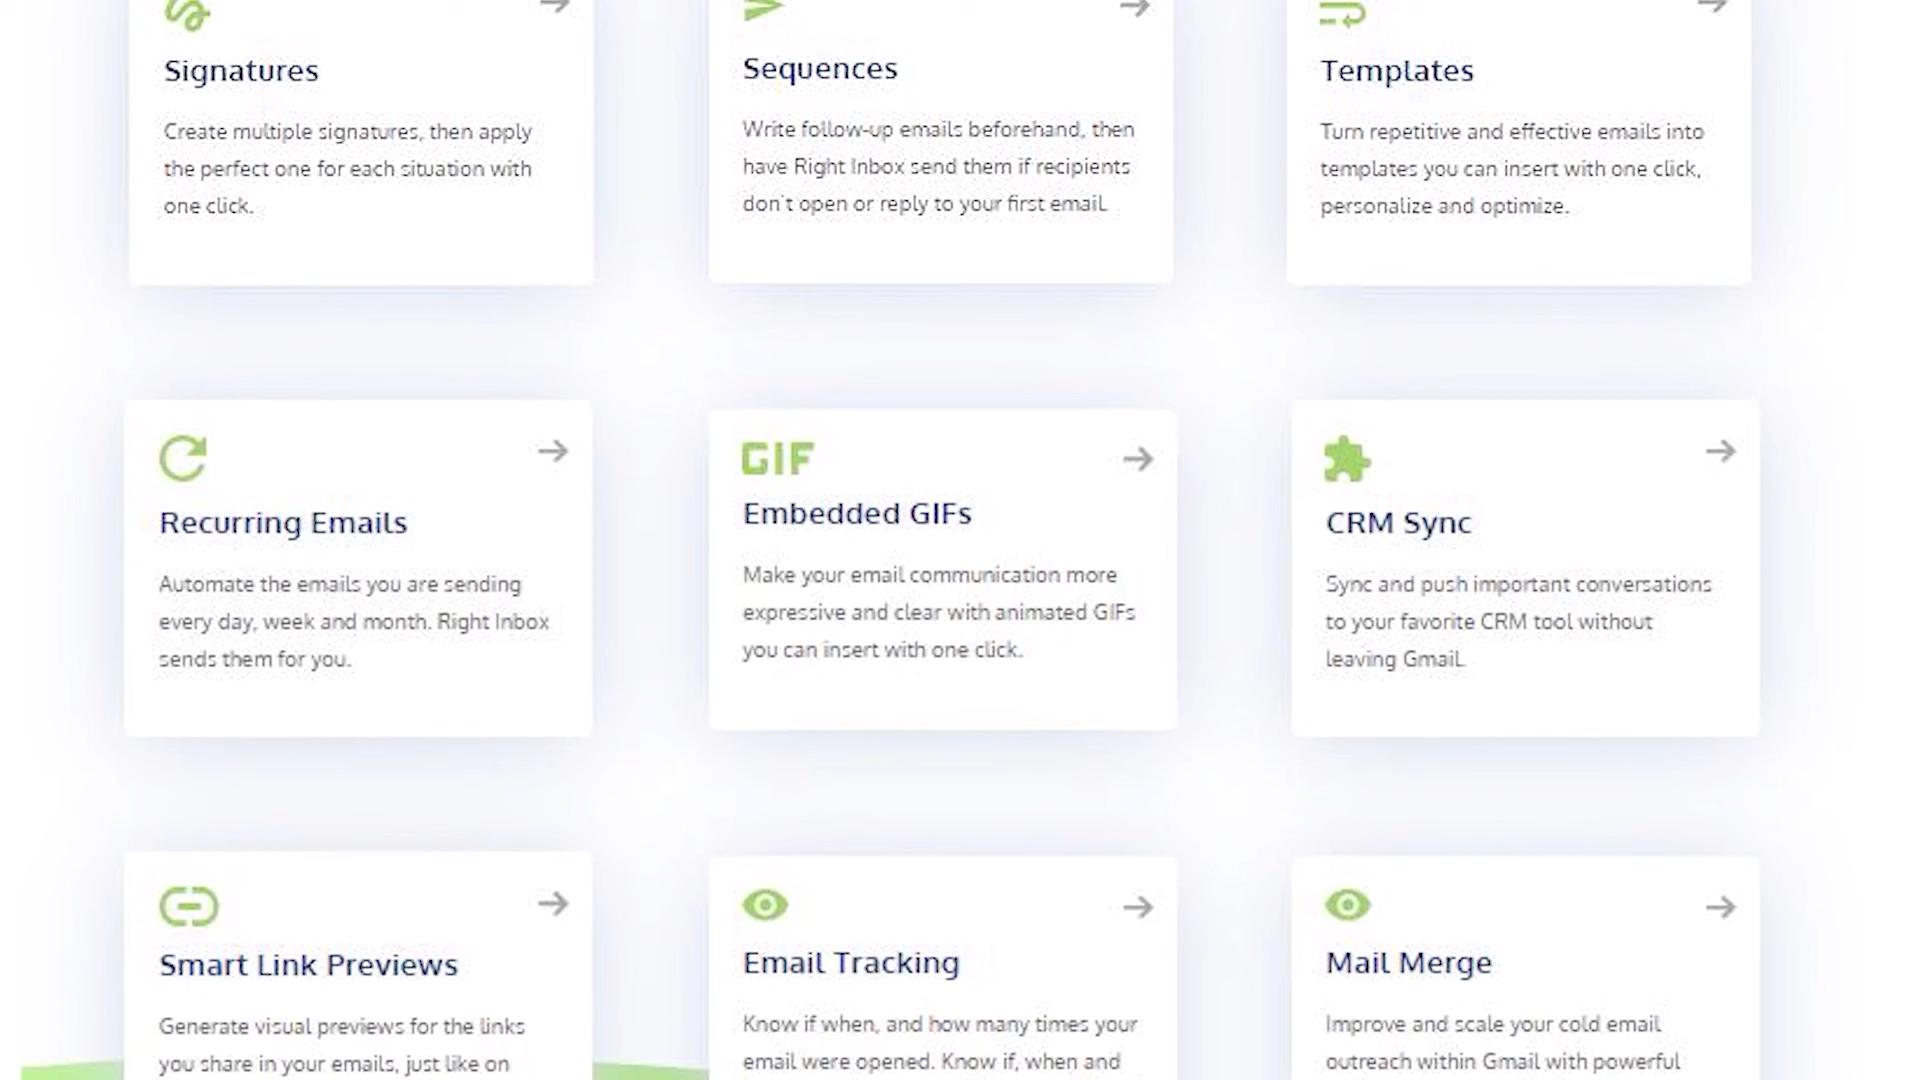 Signatures
Create multiple signatures, then apply
the perfect one for each situation with
one click.
Sequences
Write follow-up emails beforehand, then
have Right Inbox send them if recipients
don't open or reply to your first email.
Templates
Turn repetitive and effective emails into
templates you can insert with one click,
personalize and optimize.
Recurring Emails
Automate the emails you are sending
every day, week and month. Right Inbox
sends them for you.
GIF
Embedded GIFs
Make your email communication more
expressive and clear with animated GIFs
you can insert with one click.
CRM Sync
Sync and push important conversations
to your favorite CRM tool without
leaving Gmail.
Smart Link Previews
Generate visual previews for the links
you share in your emails, just like on
Email Tracking
Know if when, and how many times your
email were opened. Know if, when and
Mail Merge
Improve and scale your cold email
outreach within Gmail with powerful